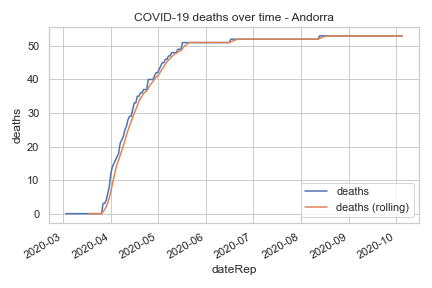 COVID-19 deaths over time - Andorra
deaths
50
40
30
20
10
0
deaths
deaths (rolling)
2020-03
2020-04
2020-05
2020-06
2020-07
2020-08
2020-09
2020-10
dateRep